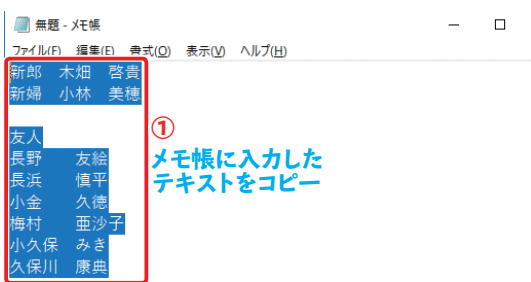 無題 - メモ帳
ファイル(F) 編集(E) 書式(O) 表示(V) ヘルプ(H)
新郎　木畑　啓貴
新婦　小林　美穂
友人
長野　　友絵
長浜　　慎平
小金　　久徳
梅村　　亜沙子
小久保　みき
久保川　康典
①
メモ帳に入力した
テキストをコピー